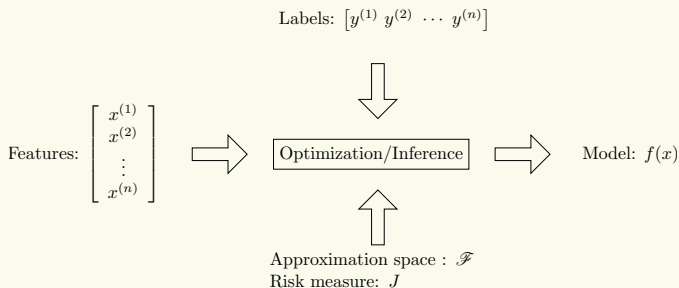 Labels: [y^(1) y^(2) ⋯ y^(n)]
Features: [x^(1) x^(2) ⋮ x^(n)]
Optimization/Inference
Model: f(x)
Approximation space : ℱ
Risk measure: J